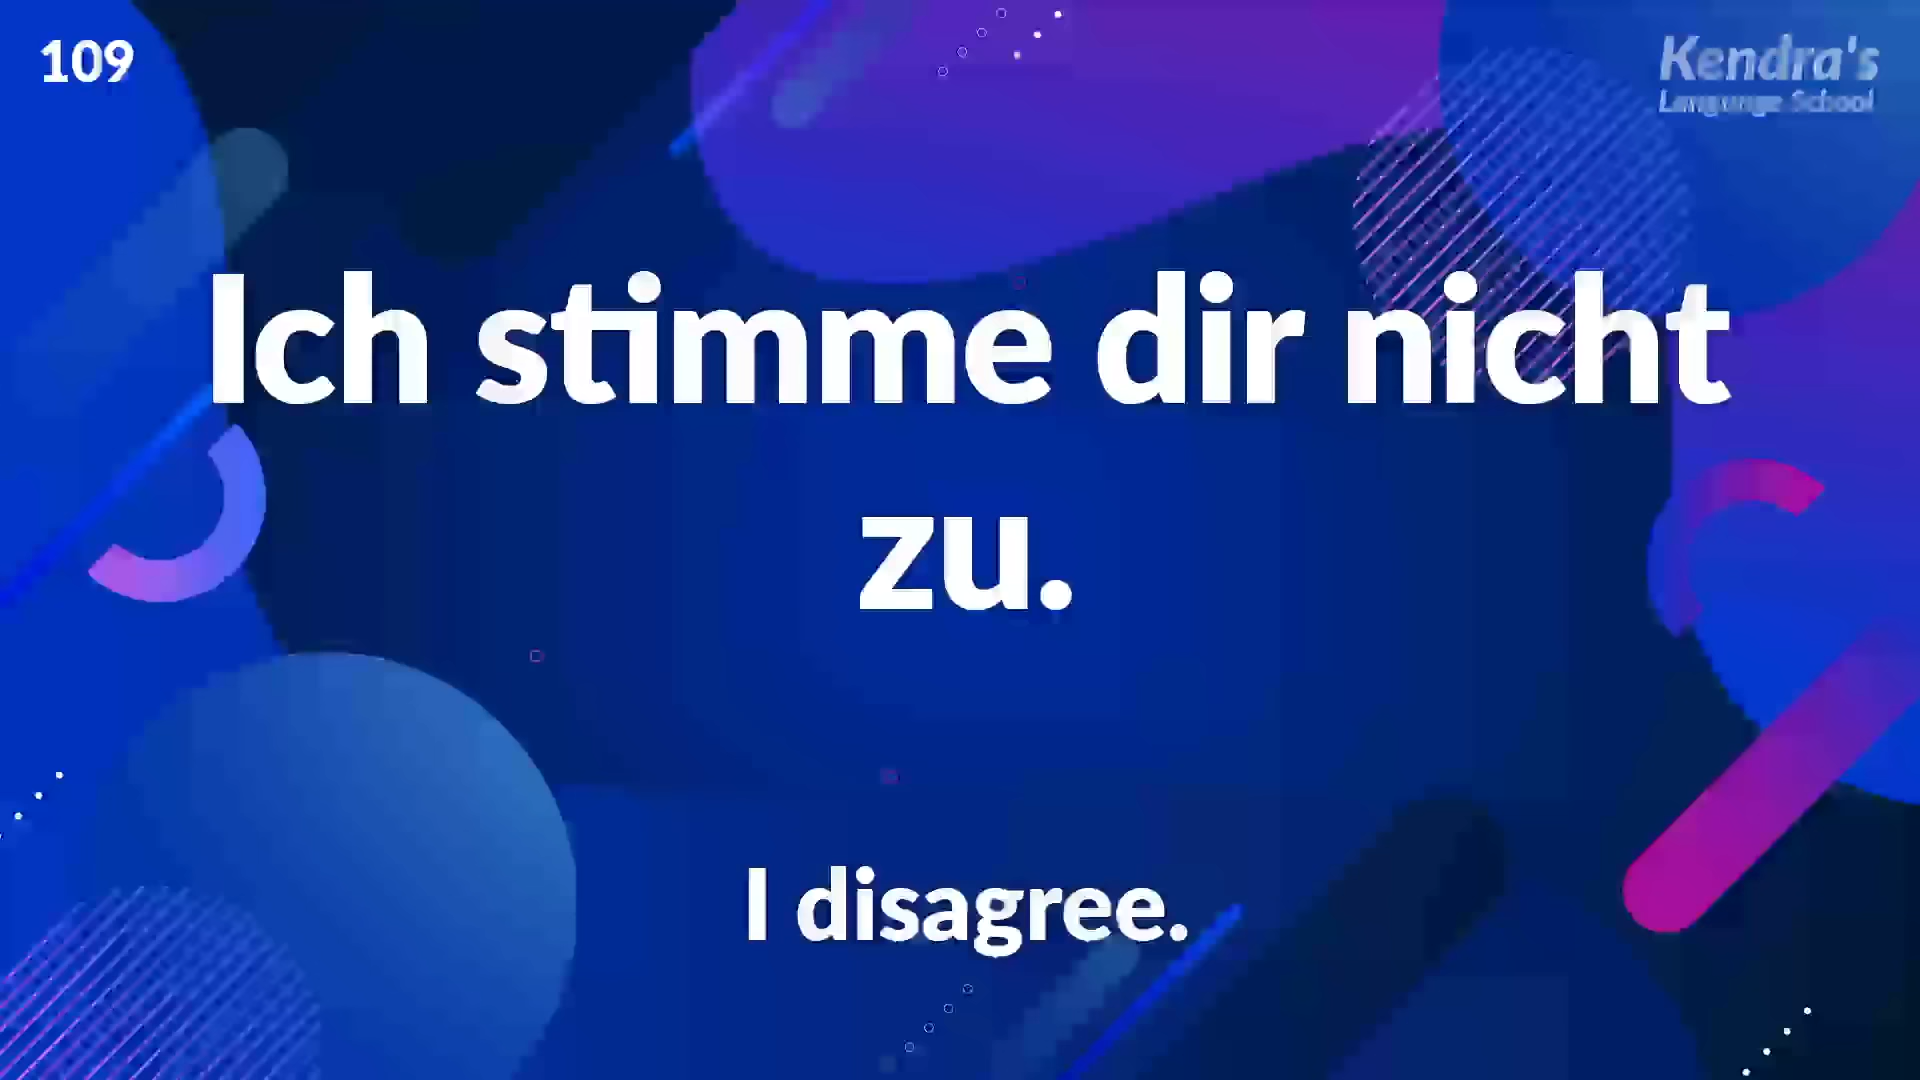 109
Kendra's
Language School
Ich stimme dir nicht
zu.
I disagree.